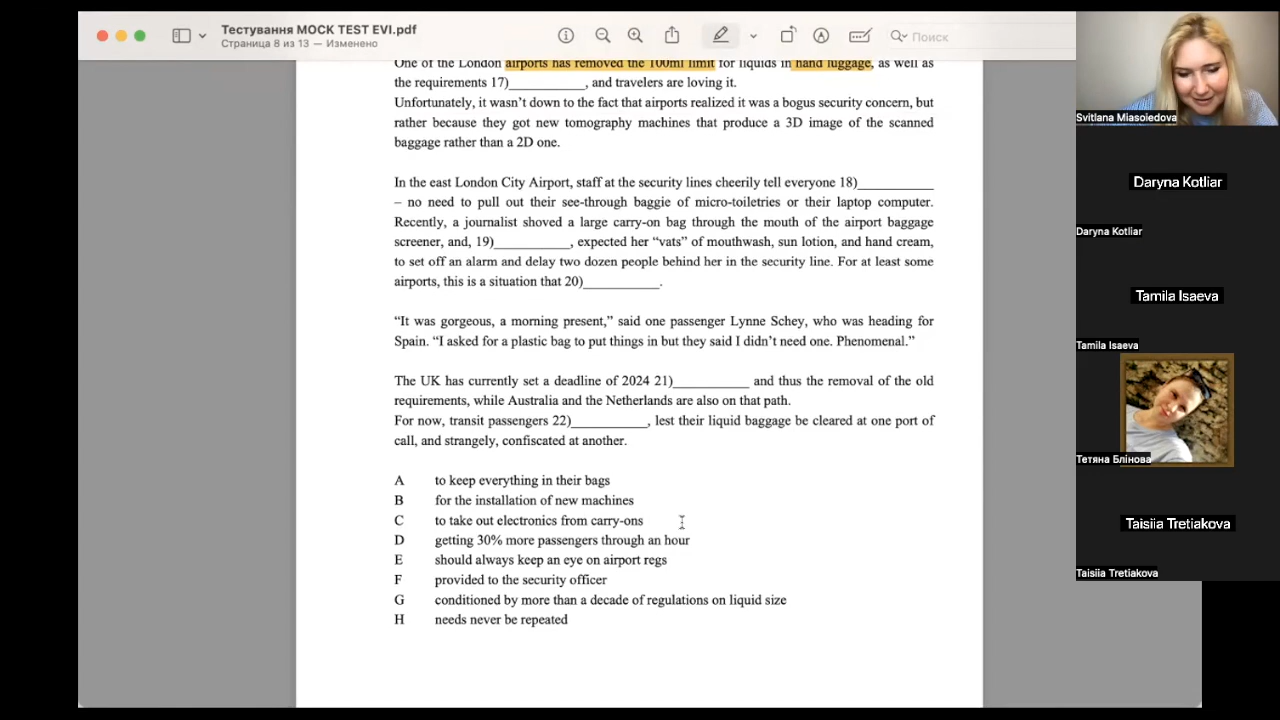 Тестування MOCK TEST EVI.pdf
Страница 8 из 13 — Изменено
Поиск
One of the London airports has removed the 100ml limit for liquids in hand luggage, as well as
the requirements 17)___________, and travelers are loving it.
Unfortunately, it wasn’t down to the fact that airports realized it was a bogus security concern, but
rather because they got new tomography machines that produce a 3D image of the scanned
baggage rather than a 2D one.
In the east London City Airport, staff at the security lines cheerily tell everyone 18)___________
– no need to pull out their see-through baggie of micro-toiletries or their laptop computer.
Recently, a journalist shoved a large carry-on bag through the mouth of the airport baggage
screener, and, 19)___________, expected her “vats” of mouthwash, sun lotion, and hand cream,
to set off an alarm and delay two dozen people behind her in the security line. For at least some
airports, this is a situation that 20)___________.
“It was gorgeous, a morning present,” said one passenger Lynne Schey, who was heading for
Spain. “I asked for a plastic bag to put things in but they said I didn’t need one. Phenomenal.”
The UK has currently set a deadline of 2024 21)___________ and thus the removal of the old
requirements, while Australia and the Netherlands are also on that path.
For now, transit passengers 22)___________, lest their liquid baggage be cleared at one port of
call, and strangely, confiscated at another.
A to keep everything in their bags
B for the installation of new machines
C to take out electronics from carry-ons
D getting 30% more passengers through an hour
E should always keep an eye on airport regs
F provided to the security officer
G conditioned by more than a decade of regulations on liquid size
H needs never be repeated
Svitlana Miasoiedova
Daryna Kotliar
Daryna Kotliar
Tamila Isaeva
Tamila Isaeva
Тетяна Блінова
Taisiia Tretiakova
Taisiia Tretiakova